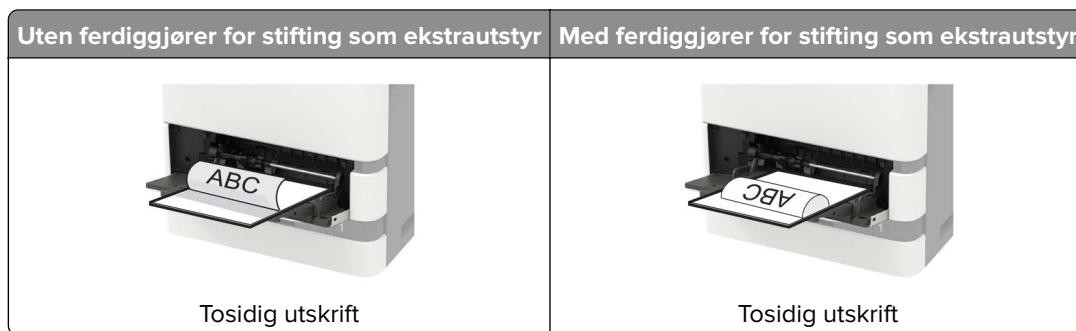 Uten ferdiggjører for stifting som ekstrautstyr
Med ferdiggjører for stifting som ekstrautstyr
ABC
ABC
Tosidig utskrift
Tosidig utskrift